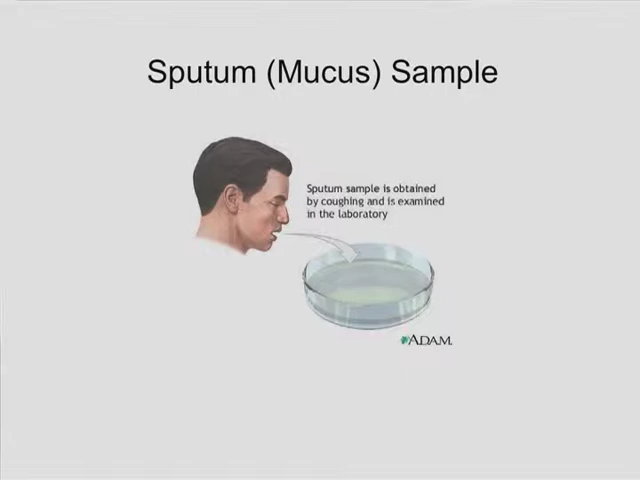 Sputum (Mucus) Sample
Sputum sample is obtained
by coughing and is examined
in the laboratory
ADAM.